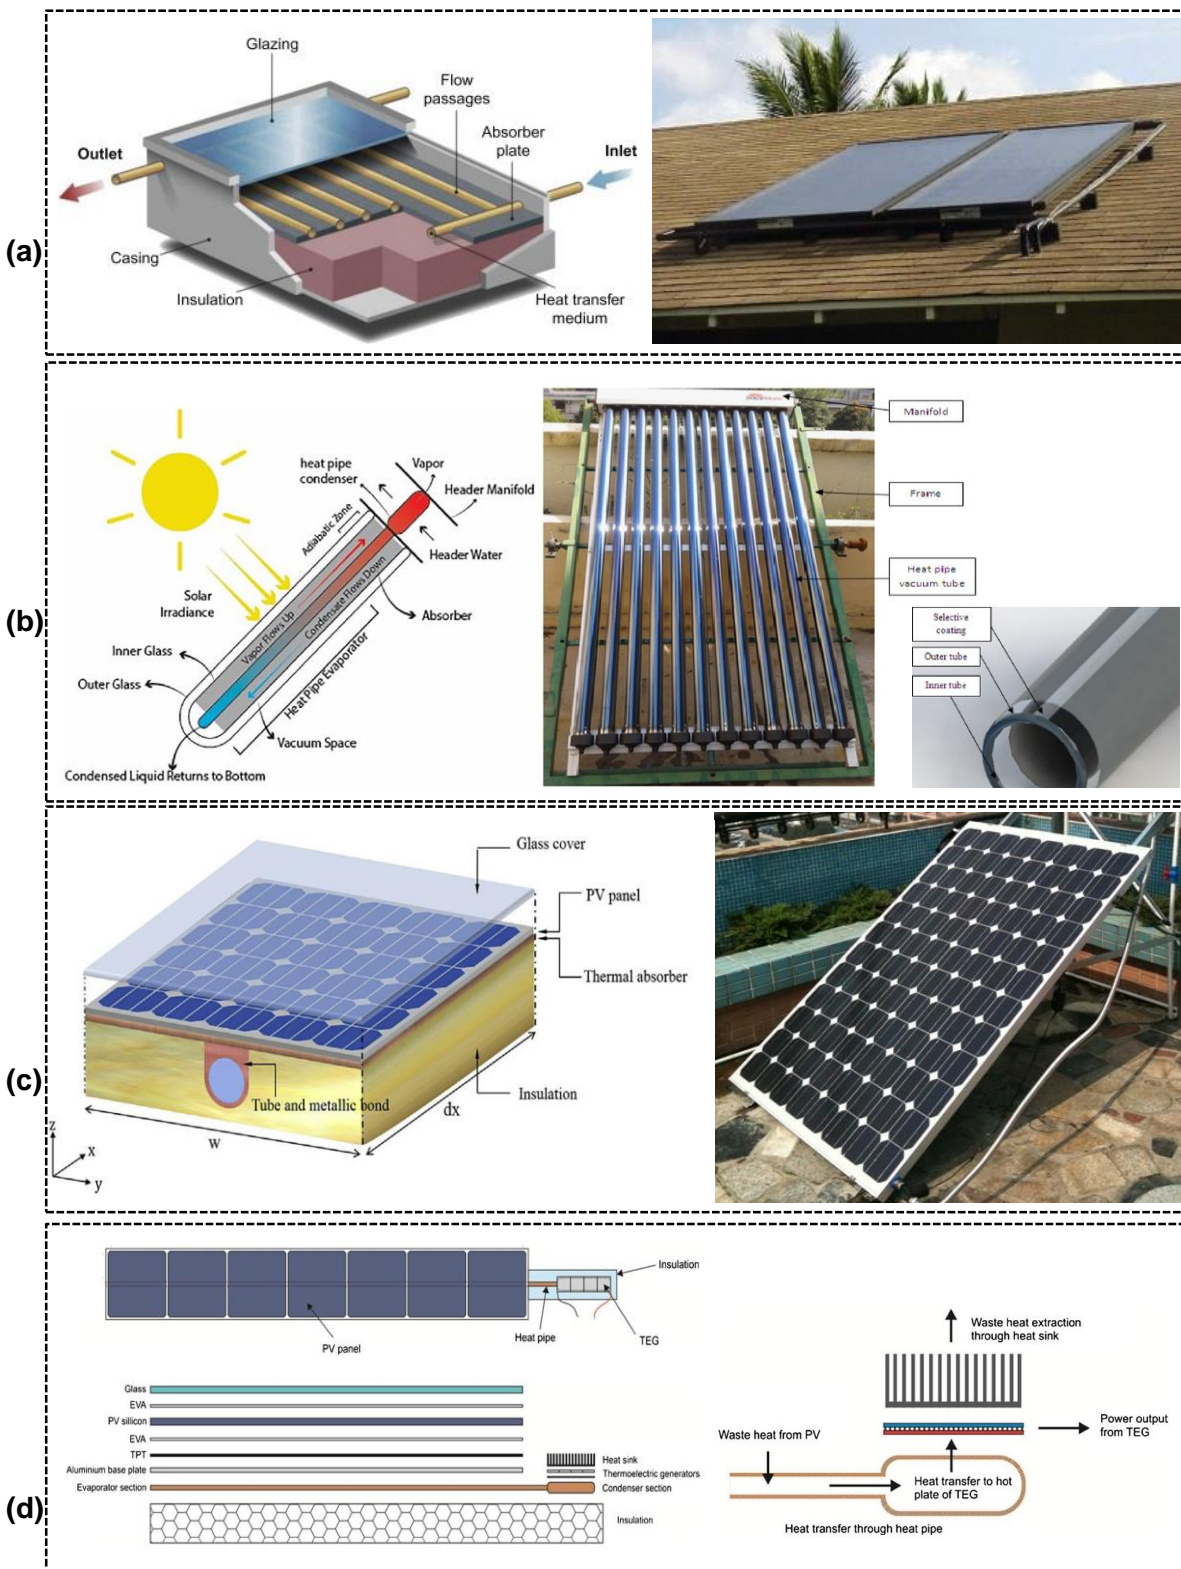 (a)
Glazing
Flow
passages
Absorber
plate
Outlet
Inlet
Casing
Insulation
Heat transfer
medium
(b)
heat pipe
condenser
Vapor
Header Manifold
Adiabatic Zone
Header Water
Solar
Irradiance
Vapor Flows Up
Condensate Flows Down
Absorber
Inner Glass
Outer Glass
Heat Pipe Evaporator
Vacuum Space
Condensed Liquid Returns to Bottom
Manifold
Frame
Heat pipe
vacuum tube
Selective
coating
Outer tube
Inner tube
(c)
Glass cover
PV panel
Thermal absorber
Insulation
Tube and metallic bond
dx
w
z
x
y
(d)
Insulation
Heat pipe
TEG
PV panel
Glass
EVA
PV silicon
EVA
TPT
Aluminium base plate
Evaporator section
Heat sink
Thermoelectric generators
Condenser section
Insulation
Waste heat extraction
through heat sink
Waste heat from PV
Power output
from TEG
Heat transfer to hot
plate of TEG
Heat transfer through heat pipe